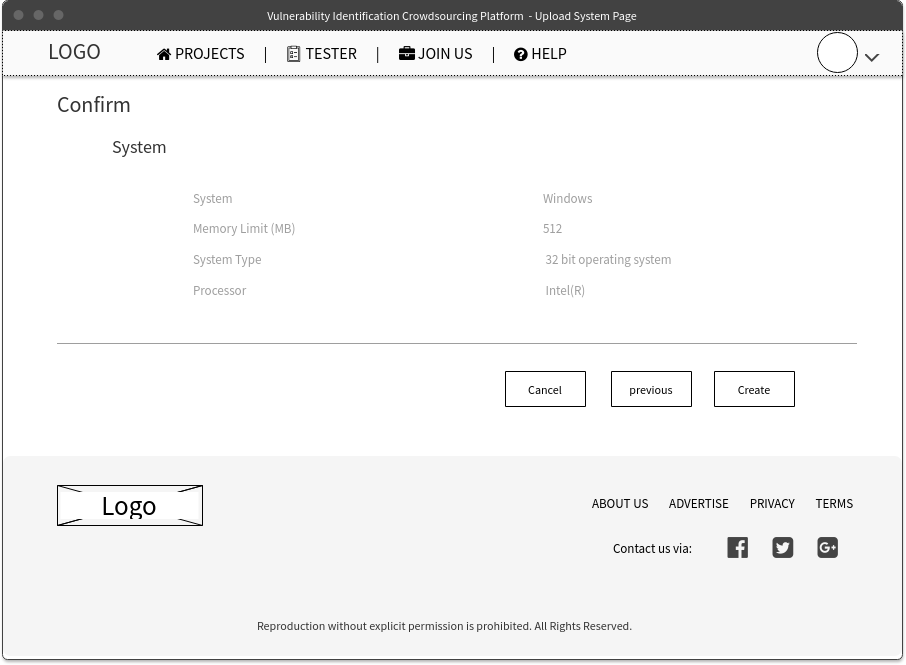 Vulnerability Identification Crowdsourcing Platform - Upload System Page
LOGO PROJECTS | TESTER | JOIN US | HELP
Confirm
System
System Windows
Memory Limit (MB) 512
System Type 32 bit operating system
Processor Intel(R)
Cancel previous Create
Logo
ABOUT US ADVERTISE PRIVACY TERMS
Contact us via:
Reproduction without explicit permission is prohibited. All Rights Reserved.